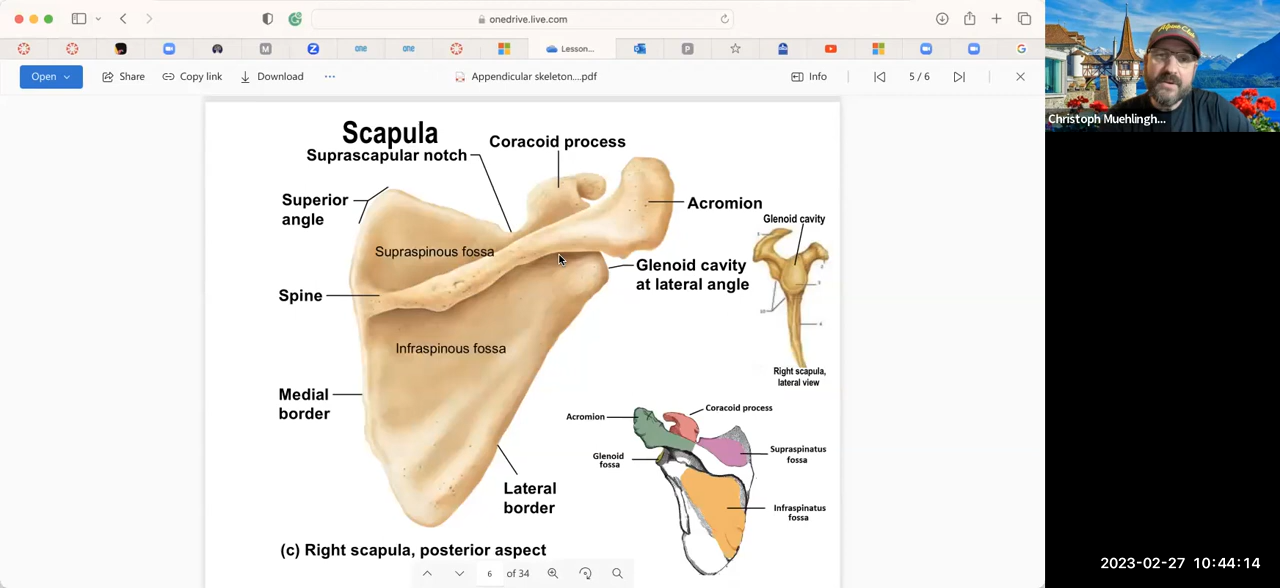 onedrive.live.com
Lesson...
Open
Share
Copy link
Download
Appendicular skeleton....pdf
Info
5 / 6
Christoph Muehlingh...
Scapula
Suprascapular notch
Coracoid process
Superior
angle
Acromion
Glenoid cavity
Supraspinous fossa
Glenoid cavity
at lateral angle
Spine
Infraspinous fossa
Right scapula,
lateral view
Medial
border
Acromion
Coracoid process
Glenoid
fossa
Supraspinatus
fossa
Lateral
border
Infraspinatus
fossa
(c) Right scapula, posterior aspect
6 of 34
2023-02-27 10:44:14